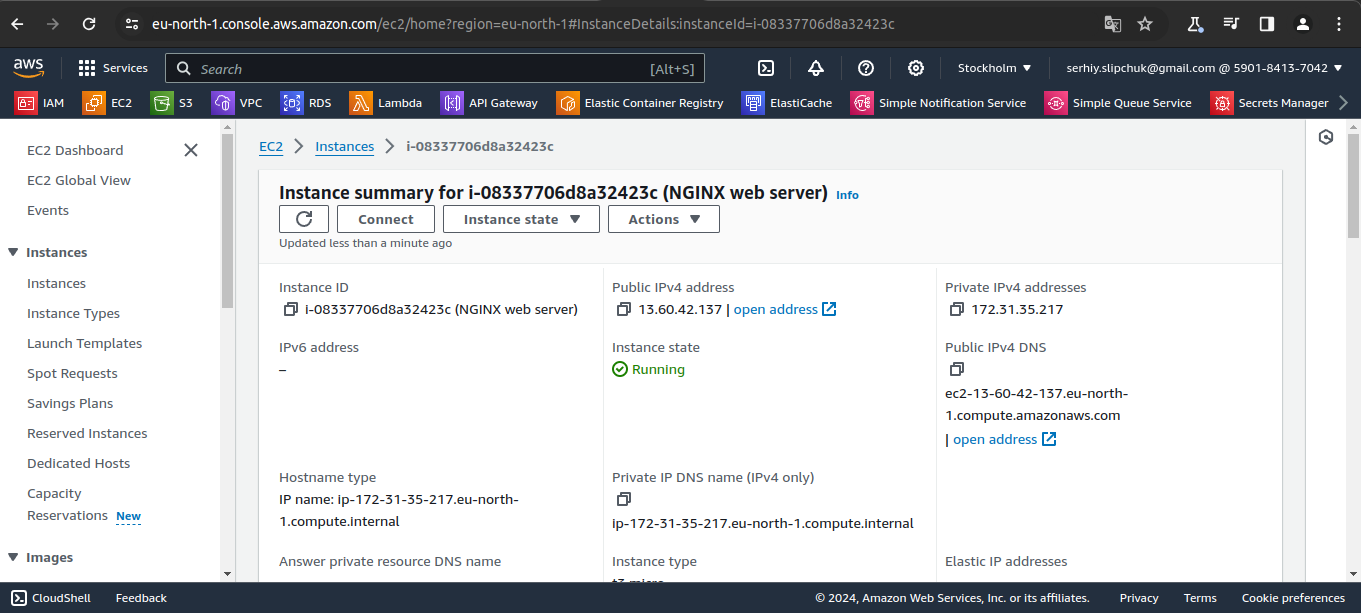 eu-north-1.console.aws.amazon.com/ec2/home?region=eu-north-1#InstanceDetails:instanceId=i-08337706d8a32423c
aws
Services
Search [Alt+S]
Stockholm ▼
serhiy.slipchuk@gmail.com @ 5901-8413-7042 ▼
IAM EC2 S3 VPC RDS Lambda API Gateway Elastic Container Registry ElastiCache Simple Notification Service Simple Queue Service Secrets Manager
EC2 Dashboard
EC2 Global View
Events
Instances
Instances
Instance Types
Launch Templates
Spot Requests
Savings Plans
Reserved Instances
Dedicated Hosts
Capacity
Reservations New
Images
EC2 > Instances > i-08337706d8a32423c
Instance summary for i-08337706d8a32423c (NGINX web server) Info
Connect Instance state ▼ Actions ▼
Updated less than a minute ago
Instance ID
i-08337706d8a32423c (NGINX web server)
Public IPv4 address
13.60.42.137 | open address
Private IPv4 addresses
172.31.35.217
IPv6 address
–
Instance state
Running
Public IPv4 DNS
ec2-13-60-42-137.eu-north-
1.compute.amazonaws.com
| open address
Hostname type
IP name: ip-172-31-35-217.eu-north-
1.compute.internal
Private IP DNS name (IPv4 only)
ip-172-31-35-217.eu-north-1.compute.internal
Answer private resource DNS name
Instance type
t3.micro
Elastic IP addresses
CloudShell Feedback
© 2024, Amazon Web Services, Inc. or its affiliates. Privacy Terms Cookie preferences